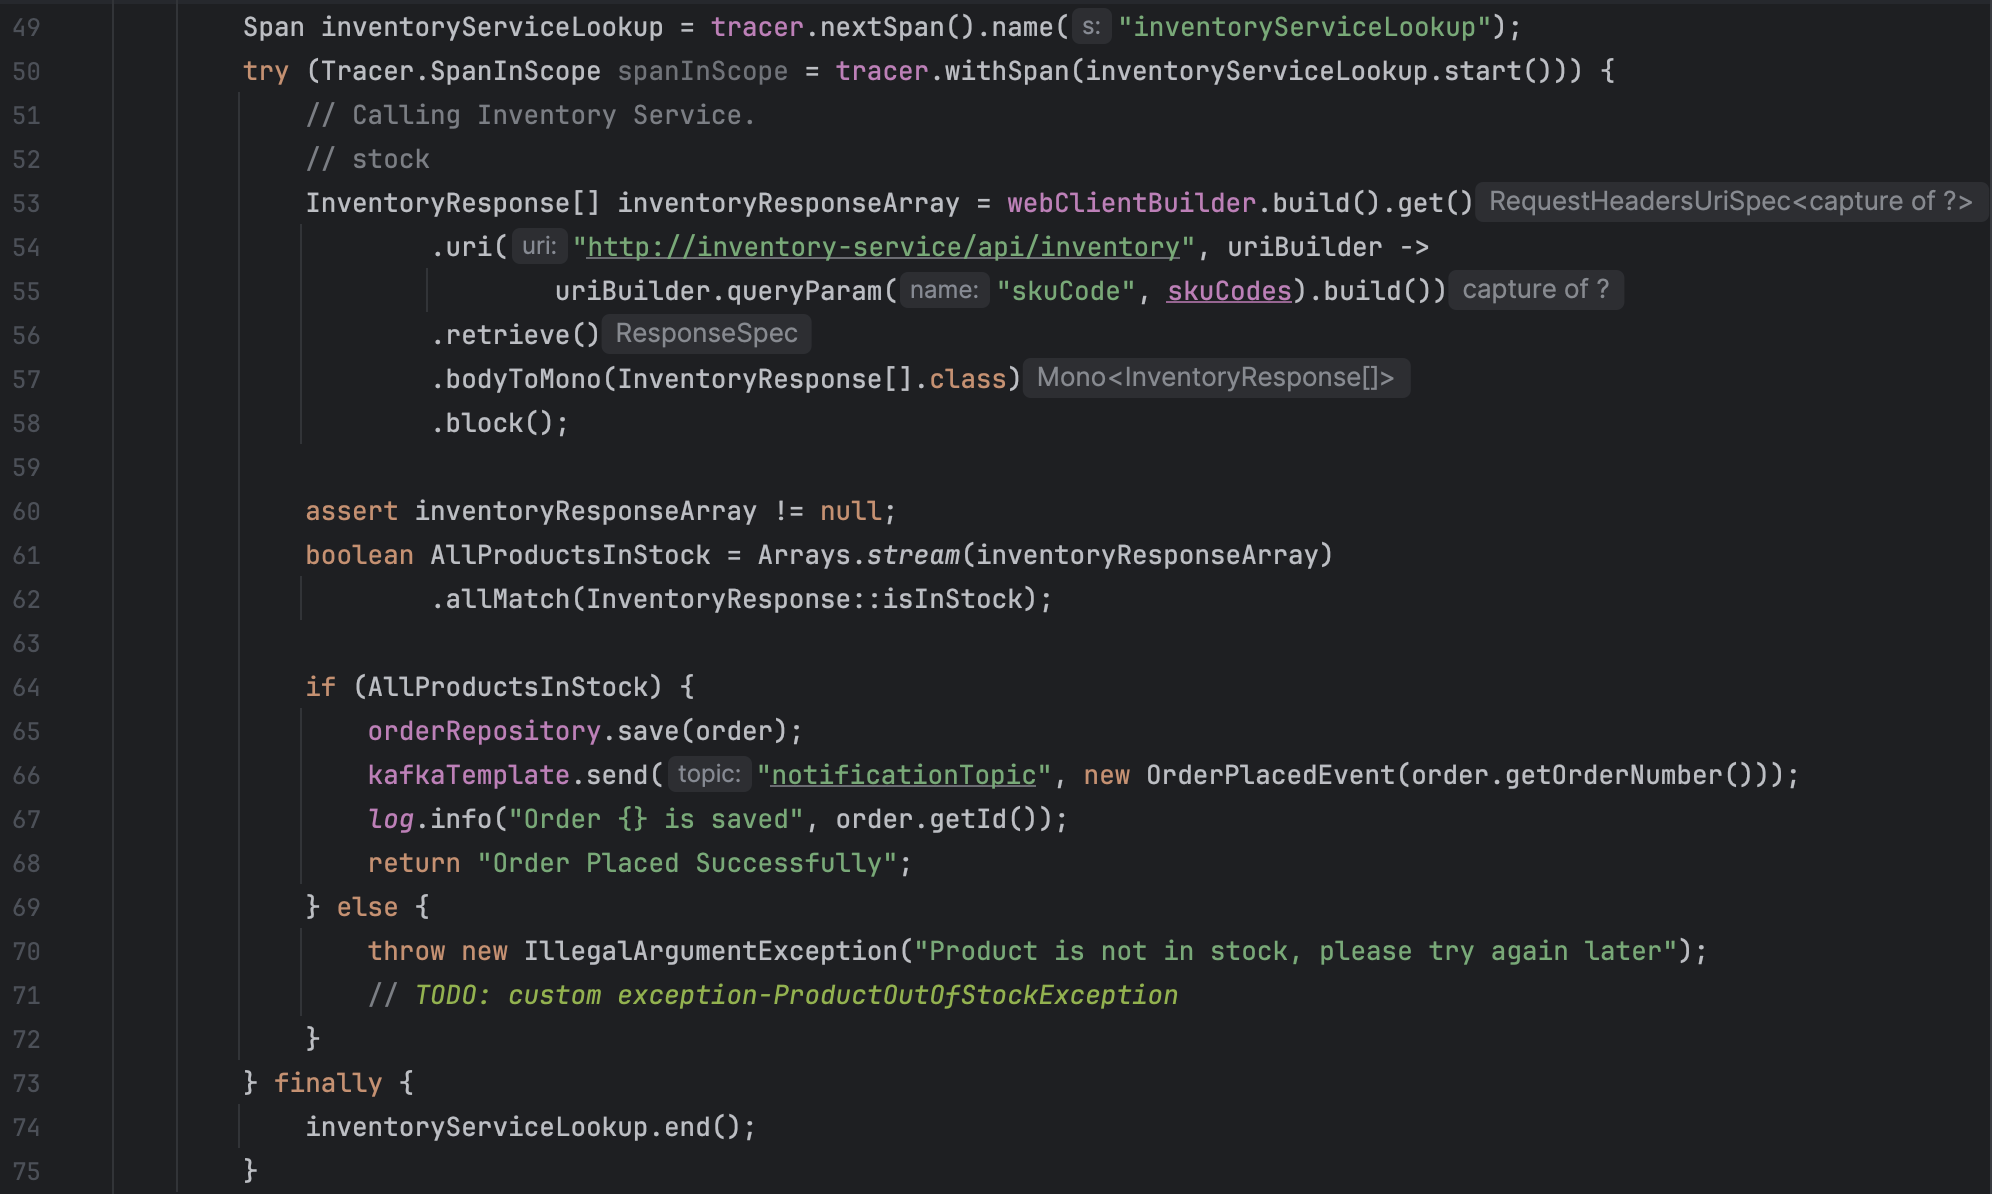 49 Span inventoryServiceLookup = tracer.nextSpan().name( s: "inventoryServiceLookup");
50 try (Tracer.SpanInScope spanInScope = tracer.withSpan(inventoryServiceLookup.start())) {
51 // Calling Inventory Service.
52 // stock
53 InventoryResponse[] inventoryResponseArray = webClientBuilder.build().get() RequestHeadersUriSpec<capture of ?>
54 .uri( uri: "http://inventory-service/api/inventory", uriBuilder ->
55 uriBuilder.queryParam( name: "skuCode", skuCodes).build()) capture of ?
56 .retrieve() ResponseSpec
57 .bodyToMono(InventoryResponse[].class) Mono<InventoryResponse[]>
58 .block();
59
60 assert inventoryResponseArray != null;
61 boolean AllProductsInStock = Arrays.stream(inventoryResponseArray)
62 .allMatch(InventoryResponse::isInStock);
63
64 if (AllProductsInStock) {
65 orderRepository.save(order);
66 kafkaTemplate.send( topic: "notificationTopic", new OrderPlacedEvent(order.getOrderNumber()));
67 log.info("Order {} is saved", order.getId());
68 return "Order Placed Successfully";
69 } else {
70 throw new IllegalArgumentException("Product is not in stock, please try again later");
71 // TODO: custom exception-ProductOutOfStockException
72 }
73 } finally {
74 inventoryServiceLookup.end();
75 }